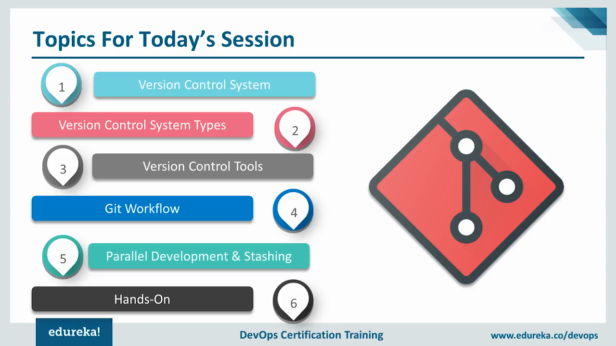 Topics For Today's Session
1
Version Control System
Version Control System Types
2
3
Version Control Tools
Git Workflow
4
5
Parallel Development & Stashing
Hands-On
6
edureka!
DevOps Certification Training
www.edureka.co/devops